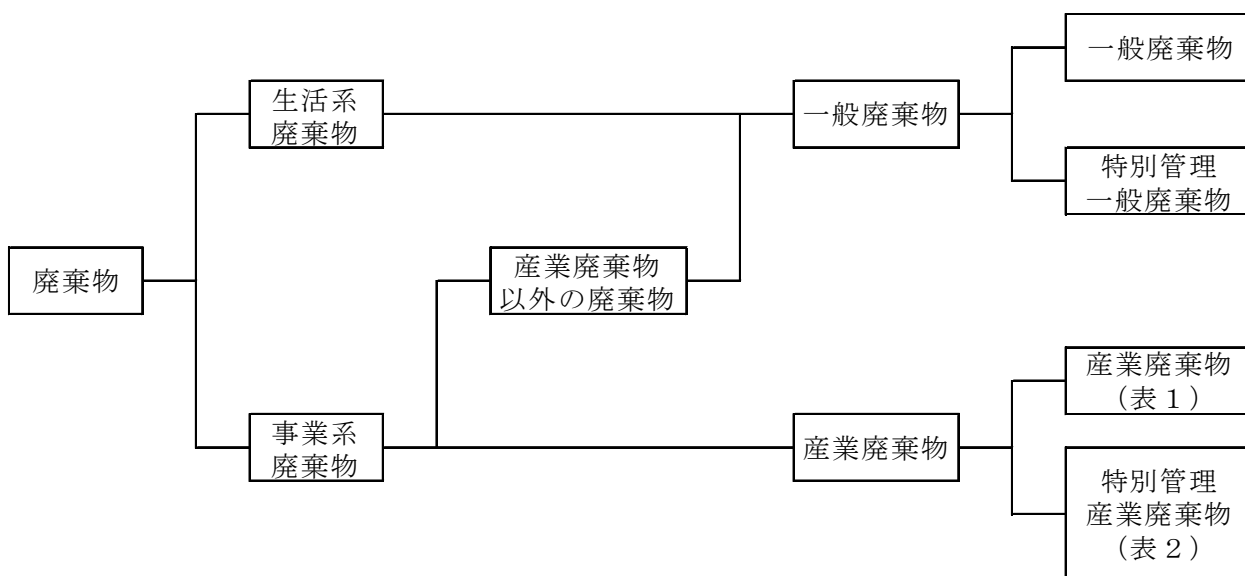 廃棄物
生活系
廃棄物
事業系
廃棄物
産業廃棄物
以外の廃棄物
一般廃棄物
産業廃棄物
一般廃棄物
特別管理
一般廃棄物
産業廃棄物
（表１）
特別管理
産業廃棄物
（表２）